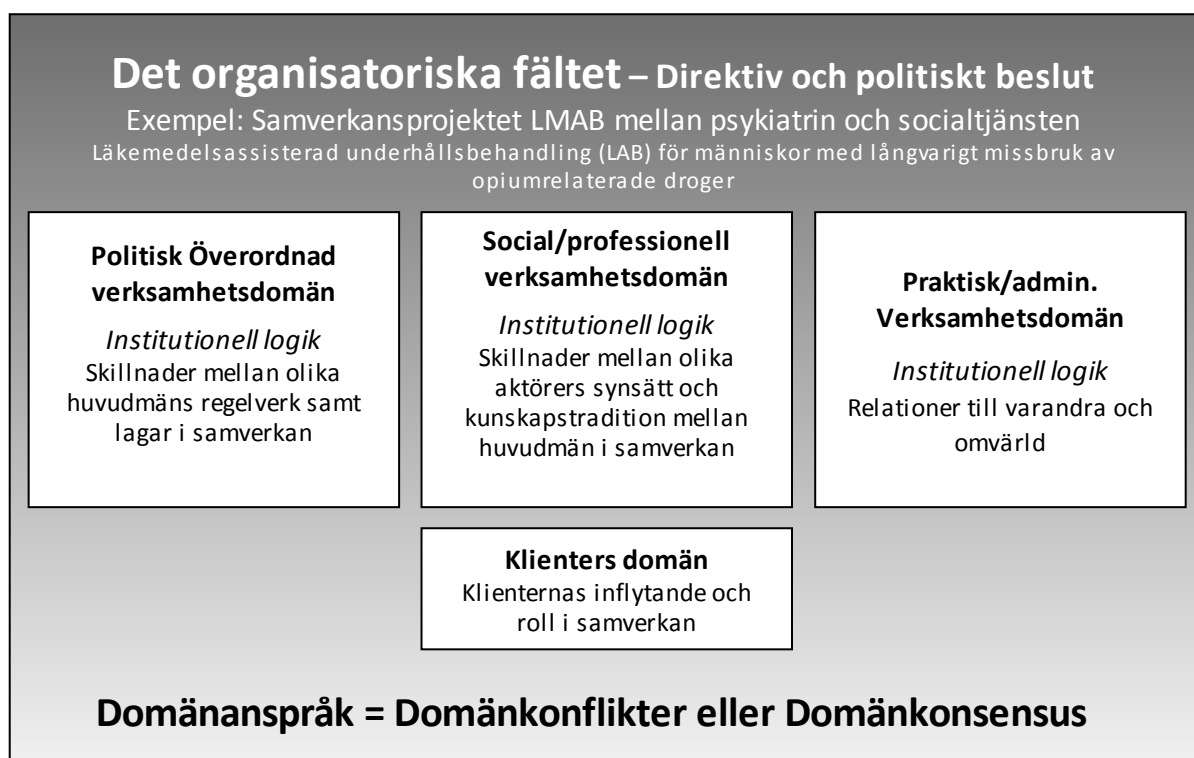 Det organisatoriska fältet – Direktiv och politiskt beslut
Exempel: Samverkansprojektet LMAB mellan psykiatrin och socialtjänsten
Läkemedelsassisterad underhållsbehandling (LAB) för människor med långvarigt missbruk av
opiumrelaterade droger
Politisk Överordnad
verksamhetsdomän
Institutionell logik
Skillnader mellan olika
huvudmäns regelverk samt
lagar i samverkan
Social/professionell
verksamhetsdomän
Institutionell logik
Skillnader mellan olika
aktörers synsätt och
kunskapstradition mellan
huvudmän i samverkan
Praktisk/admin.
Verksamhetsdomän
Institutionell logik
Relationer till varandra och
omvärld
Klienters domän
Klienternas inflytande och
roll i samverkan
Domänanspråk = Domänkonflikter eller Domänkonsensus